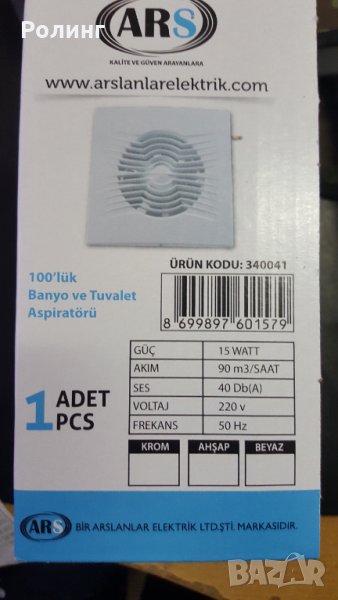 Ролинг
ARS
KALİTE VE GÜVEN ARAYANLARA
www.arslanlarelektrik.com
ÜRÜN KODU: 340041
100'lük
Banyo ve Tuvalet
Aspiratörü
8 699897 601579
1 ADET
PCS
GÜÇ 15 WATT
AKIM 90 m3/SAAT
SES 40 Db(A)
VOLTAJ 220 v
FREKANS 50 Hz
KROM AHŞAP BEYAZ
ARS BİR ARSLANLAR ELEKTRİK LTD.ŞTİ. MARKASIDIR.
BAZAR